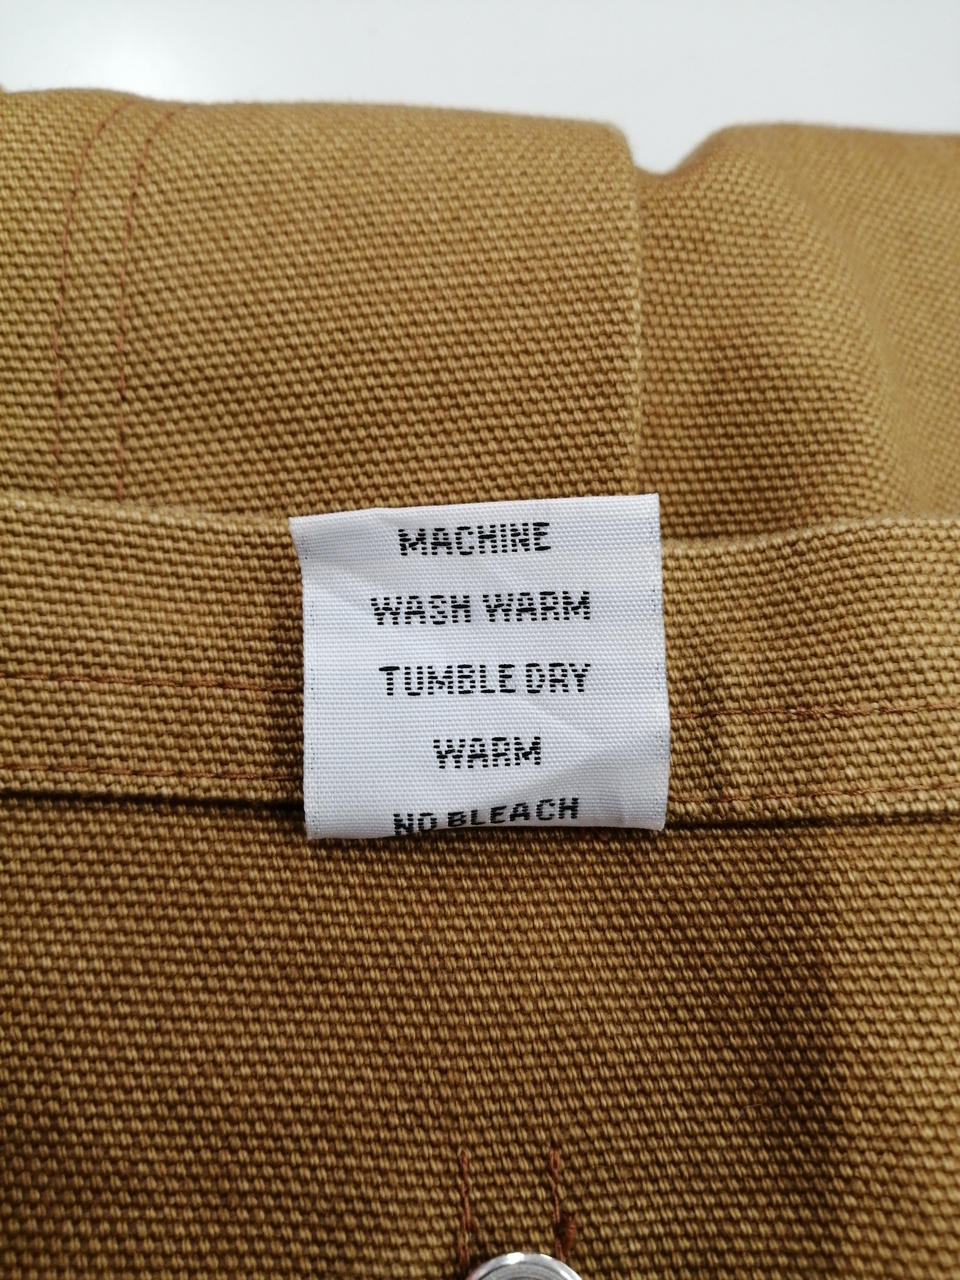 MACHINE
WASH WARM
TUMBLE DRY
WARM
NO BLEACH